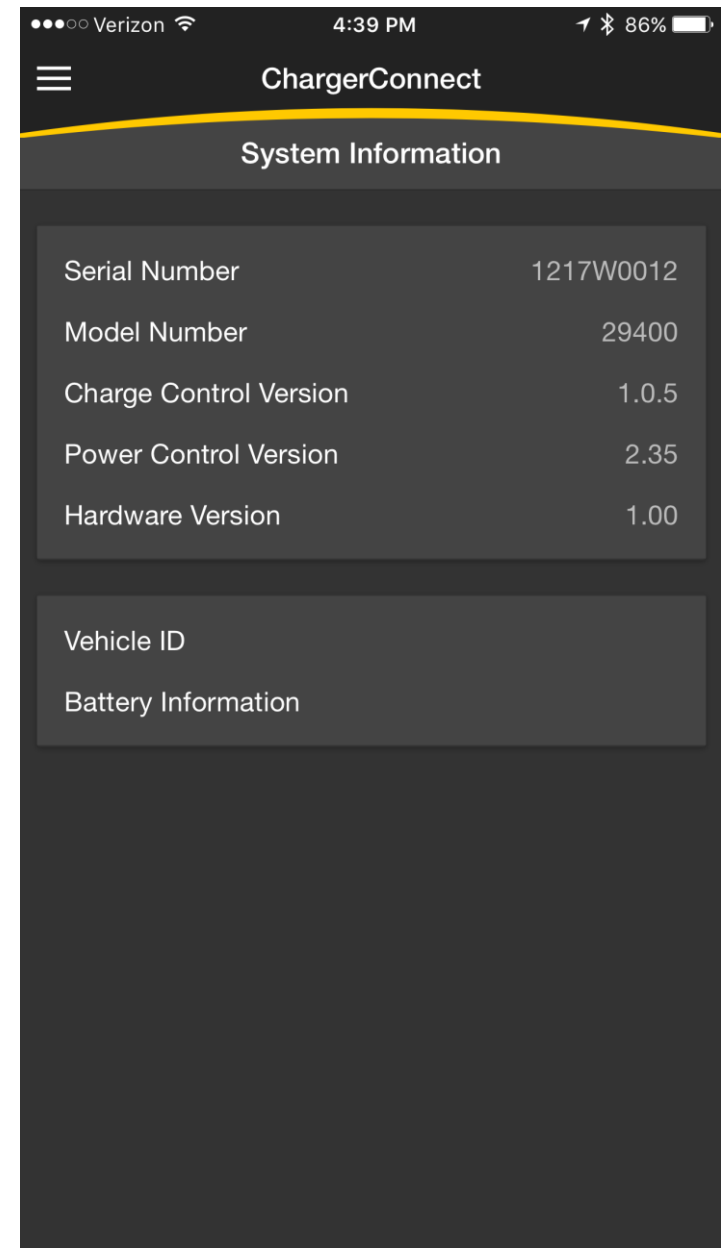 Verizon 4:39 PM 86%
ChargerConnect
System Information
Serial Number 1217W0012
Model Number 29400
Charge Control Version 1.0.5
Power Control Version 2.35
Hardware Version 1.00
Vehicle ID
Battery Information